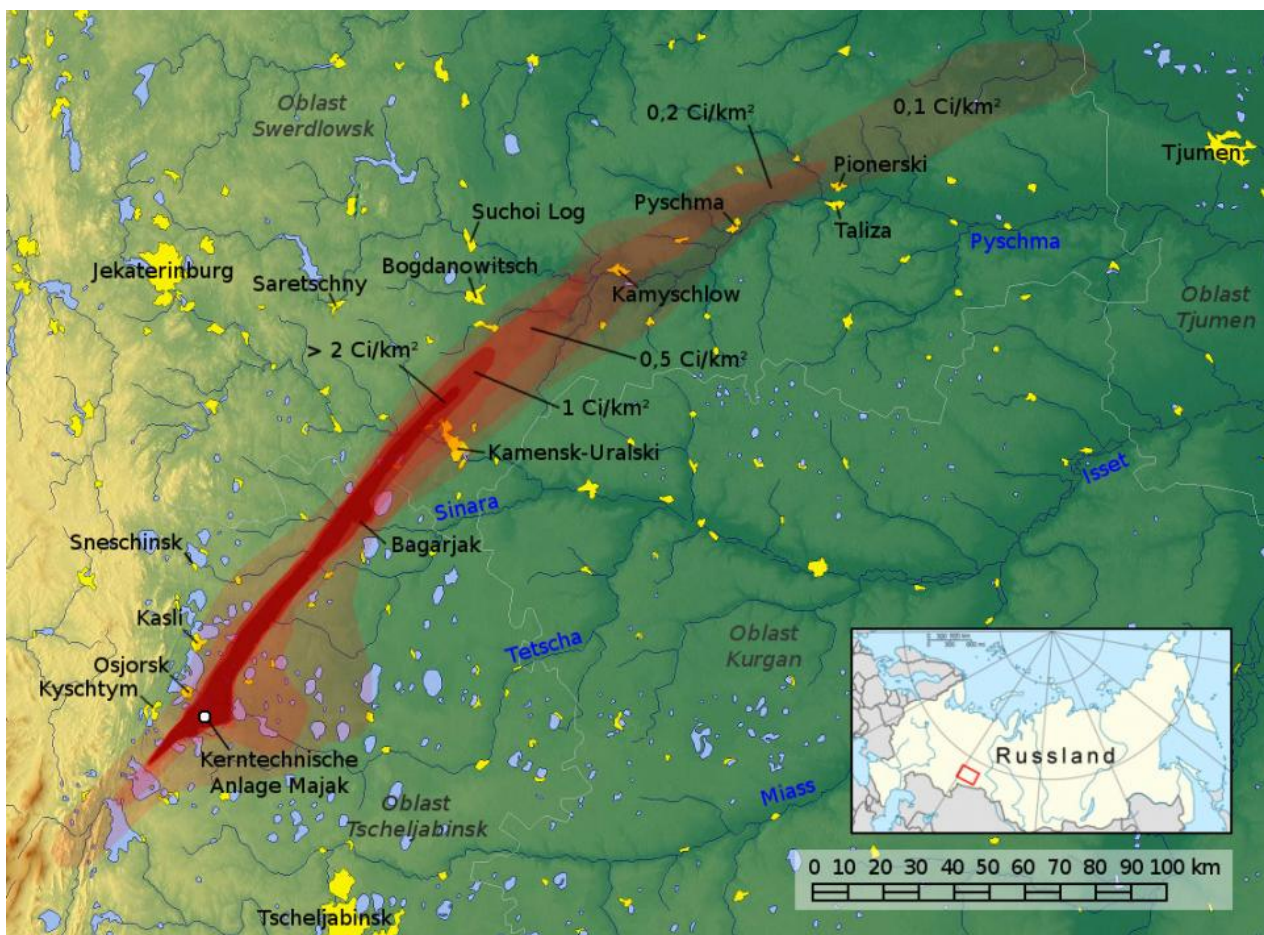 Oblast
Swerdlowsk
0,2 Ci/km²
0,1 Ci/km²
Tjumen
Pionerski
Pyschma
Taliza
Suchoi Log
Pyschma
Jekaterinburg
Bogdanowitsch
Saretschny
Kamyschlow
Oblast
Tjumen
> 2 Ci/km²
0,5 Ci/km²
1 Ci/km²
Kamensk-Uralski
Isset
Sinara
Sneschinsk
Bagarjak
Kasli
Oblast
Kurgan
Tetscha
Osjorsk
Kyschtym
Kerntechnische
Anlage Majak
Russland
Miass
Oblast
Tscheljabinsk
0 10 20 30 40 50 60 70 80 90 100 km
Tscheljabinsk